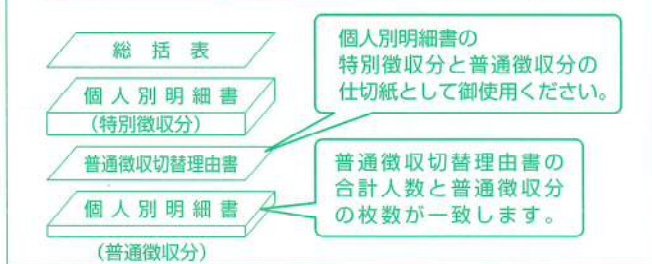 総括表
個人別明細書
(特別徴収分)
普通徴収切替理由書
個人別明細書
(普通徴収分)
個人別明細書の
特別徴収分と普通徴収分の
仕切紙として御使用ください。
普通徴収切替理由書の
合計人数と普通徴収分
の枚数が一致します。